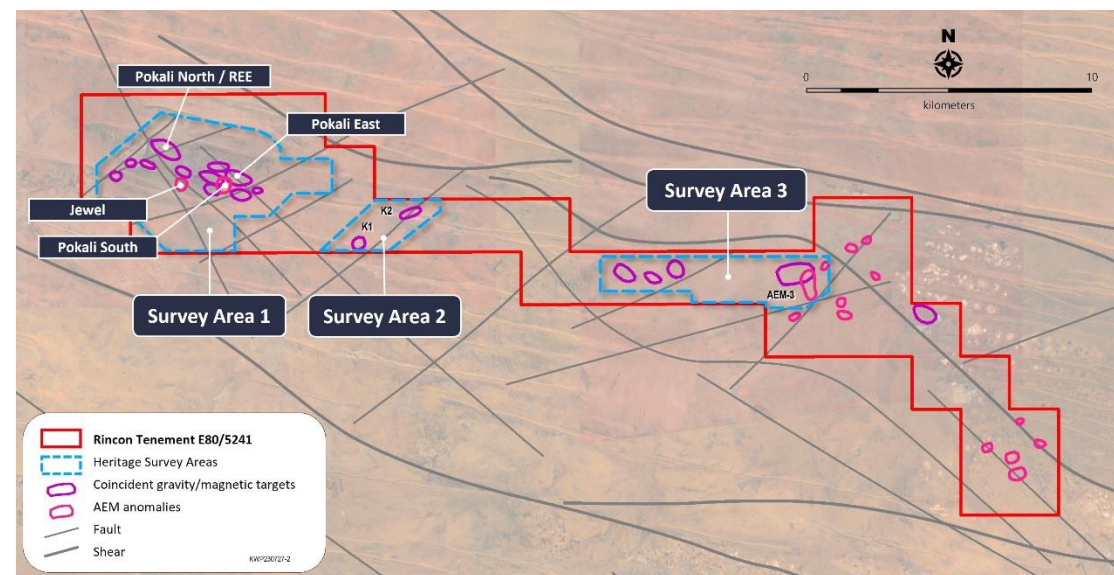 Pokali North / REE
Pokali East
Jewel
Pokali South
Survey Area 1
Survey Area 2
K1
K2
Survey Area 3
AEM-3
N
0
10
kilometers
Rincon Tenement E80/5241
Heritage Survey Areas
Coincident gravity/magnetic targets
AEM anomalies
Fault
Shear
KWP230727-2